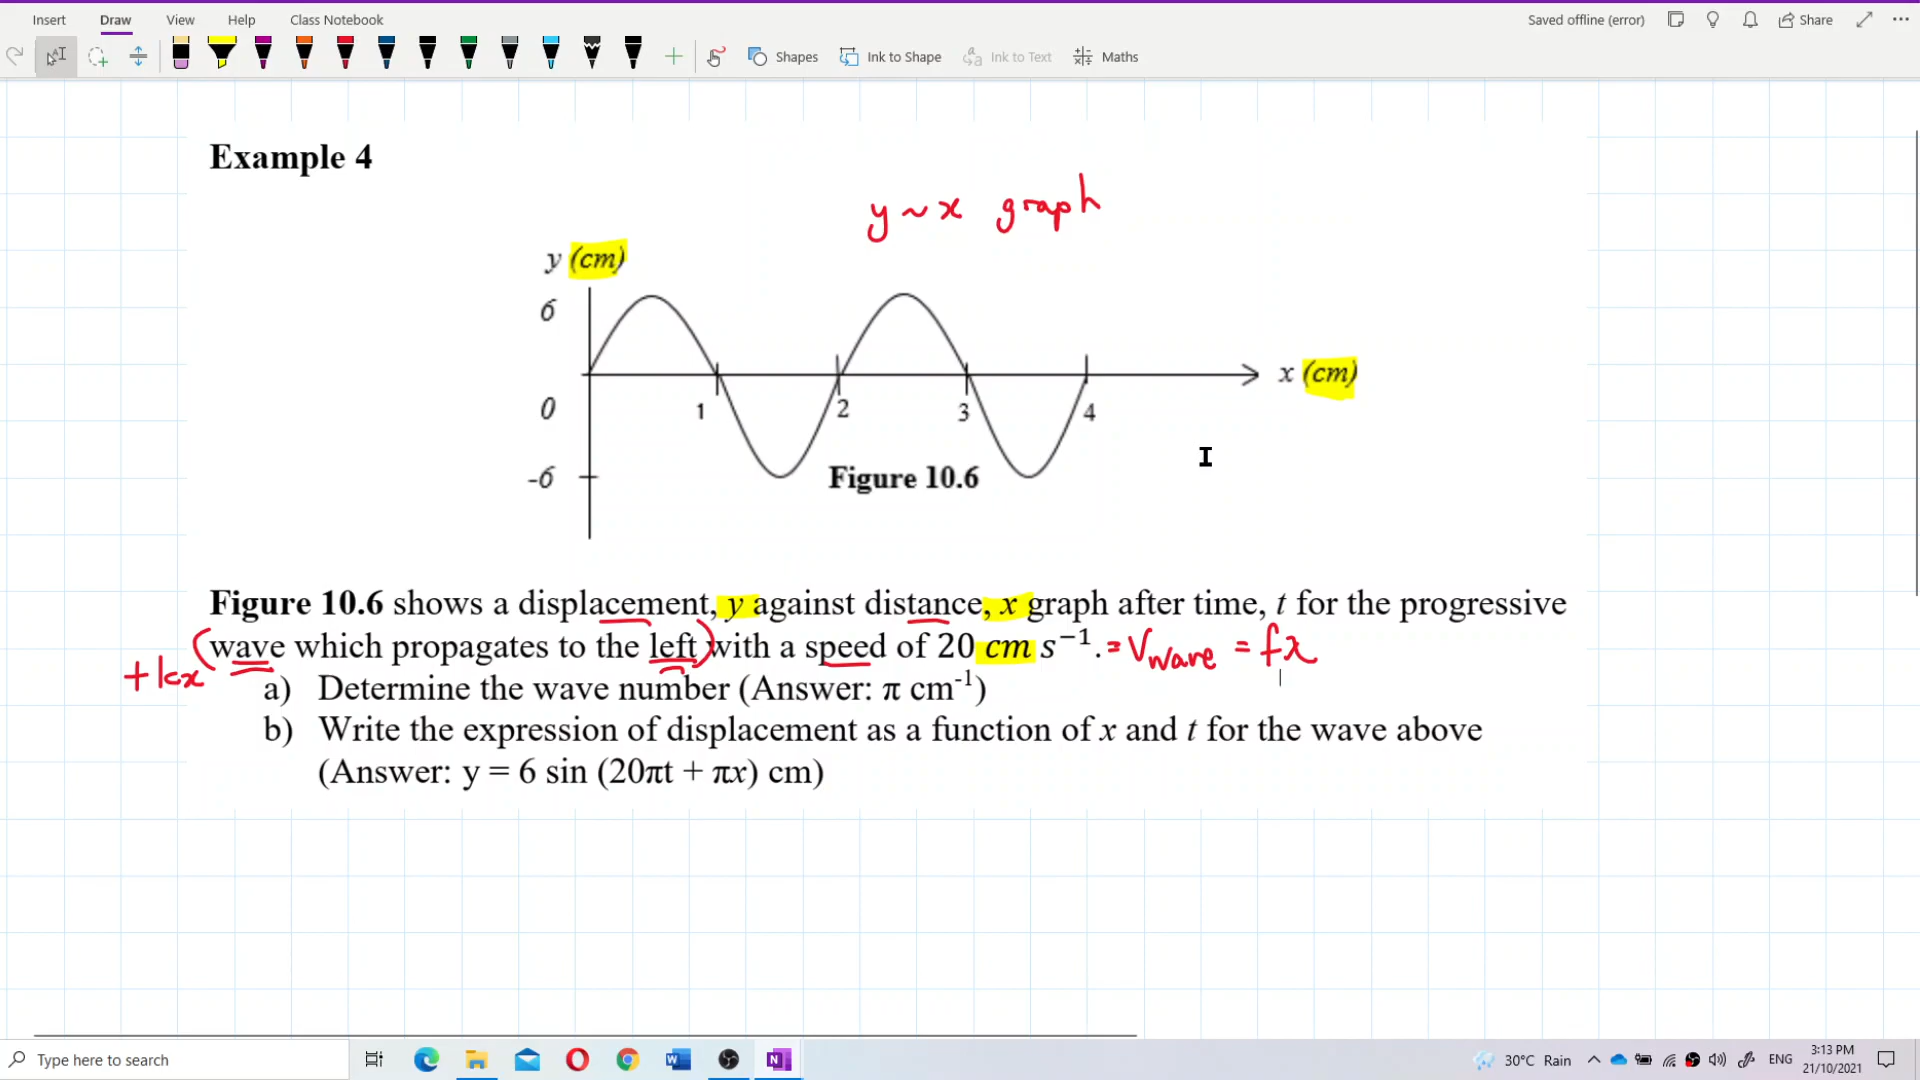 Insert Draw View Help Class Notebook Saved offline (error) Share
Shapes Ink to Shape Ink to Text Maths
Example 4
y ~ x graph
y (cm)
6
x (cm)
0 1 2 3 4
-6 Figure 10.6
Figure 10.6 shows a displacement, y against distance, x graph after time, t for the progressive
(wave which propagates to the left) with a speed of 20 cm s⁻¹. = Vwave = fλ
+kx
a) Determine the wave number (Answer: π cm⁻¹)
b) Write the expression of displacement as a function of x and t for the wave above
(Answer: y = 6 sin (20πt + πx) cm)
Type here to search 30°C Rain ENG 3:13 PM
21/10/2021